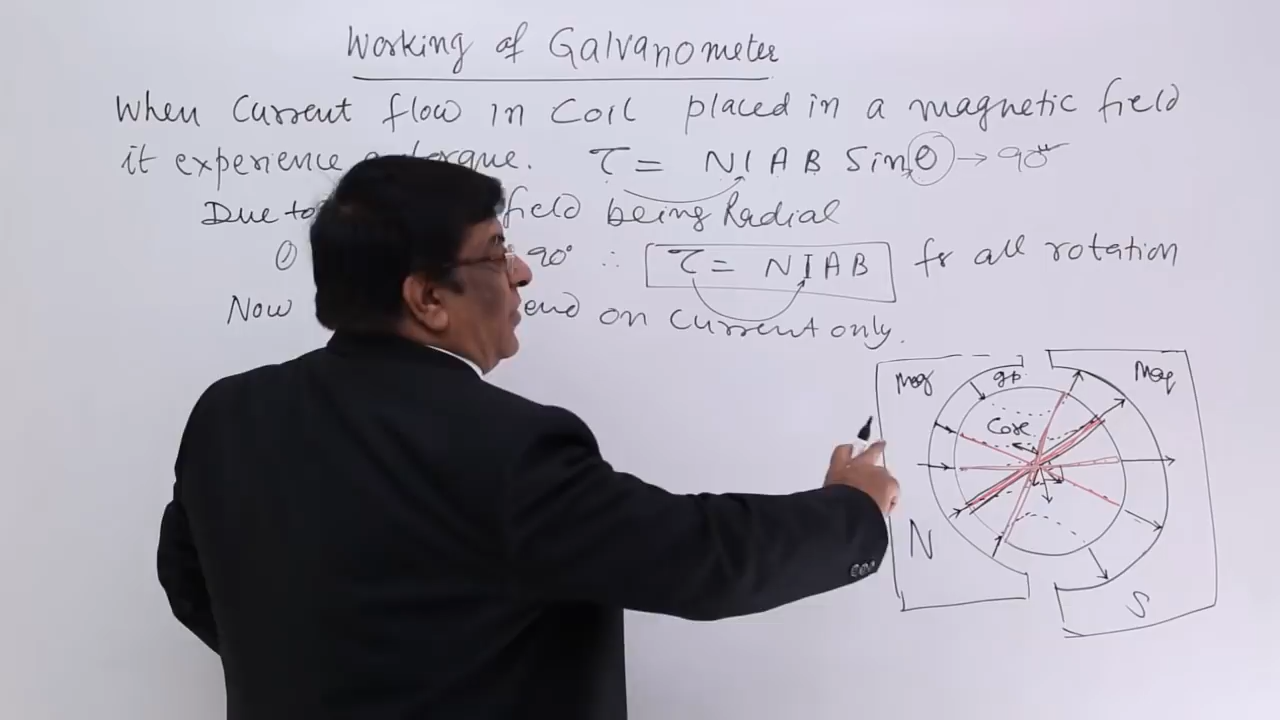 Working of Galvanometer
When Current flow in Coil placed in a magnetic field
it experience a torque. τ = NIAB Sinθ → 90°
Due to field being Radial
90° ∴ τ = NIAB for all rotation
Now on Current only.
Mag gap Mag
Core
N
S